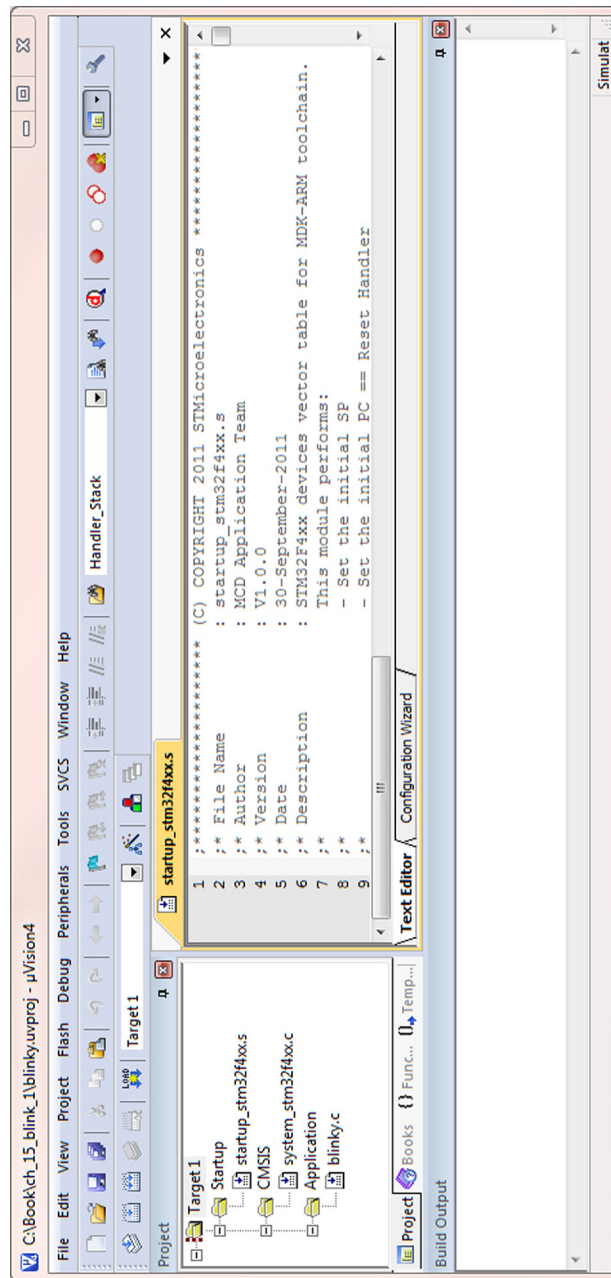 C:\Book\ch_15_blink_1\blinky.uvproj - µVision4
File Edit View Project Flash Debug Peripherals Tools SVCS Window Help
Handler_Stack
LOAD
Target 1
Project
Target 1
Startup
startup_stm32f4xx.s
CMSIS
system_stm32f4xx.c
Application
blinky.c
Project Books {} Func... Temp...
startup_stm32f4xx.s
1 ;******************** (C) COPYRIGHT 2011 STMicroelectronics ********************
2 ;* File Name : startup_stm32f4xx.s
3 ;* Author : MCD Application Team
4 ;* Version : V1.0.0
5 ;* Date : 30-September-2011
6 ;* Description : STM32F4xx devices vector table for MDK-ARM toolchain.
7 ;* This module performs:
8 ;* - Set the initial SP
9 ;* - Set the initial PC == Reset Handler
Text Editor Configuration Wizard
Build Output
Simulat